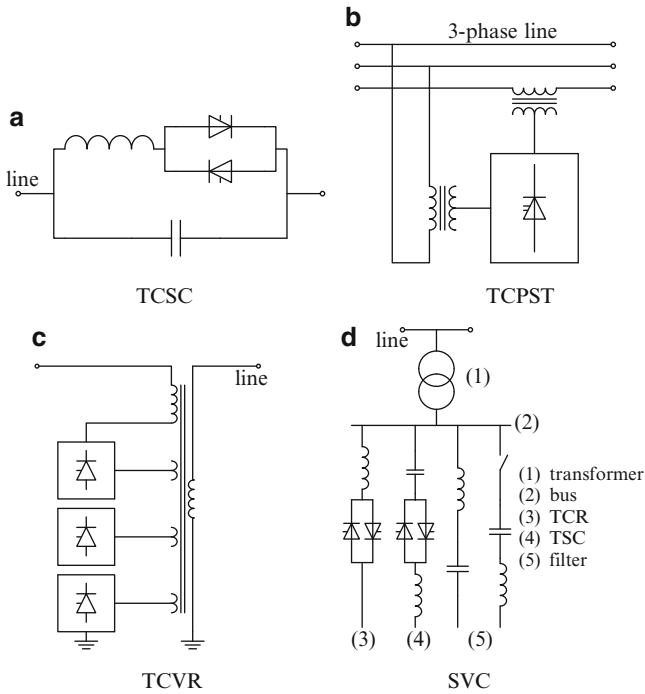 a
line
TCSC
b
3-phase line
TCPST
c
line
TCVR
d
line
(1)
(2)
(1) transformer
(2) bus
(3) TCR
(4) TSC
(5) filter
(3) (4) (5)
SVC